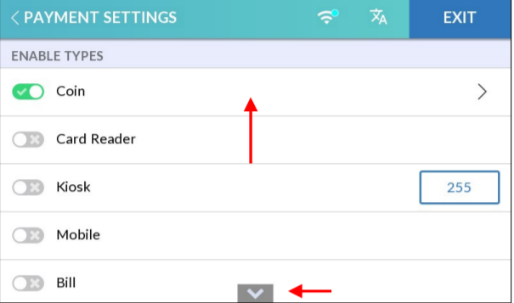 PAYMENT SETTINGS
EXIT
ENABLE TYPES
Coin
Card Reader
Kiosk
255
Mobile
Bill